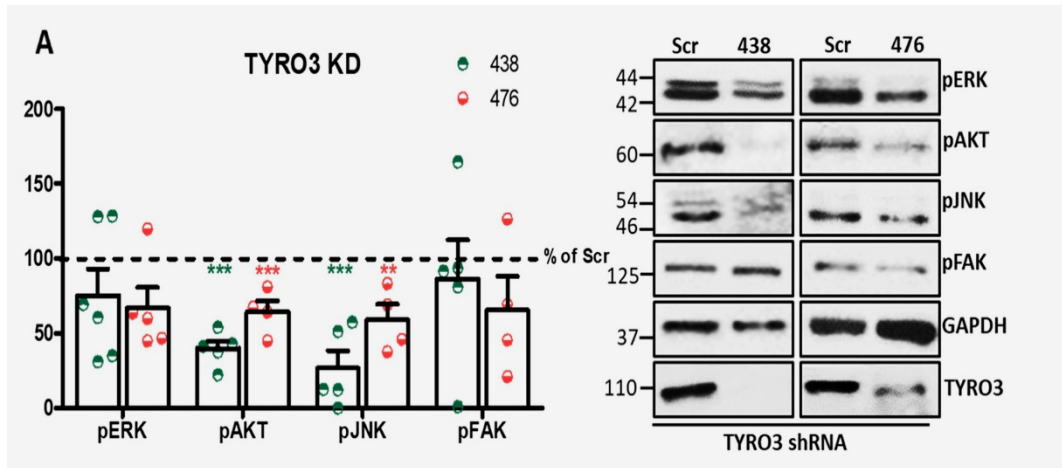 A
TYRO3 KD
438
476
200
150
100
50
0
*** *** *** **
% of Scr
pERK pAKT pJNK pFAK
Scr 438 Scr 476
44
42
pERK
60
pAKT
54
46
pJNK
125
pFAK
37
GAPDH
110
TYRO3
TYRO3 shRNA